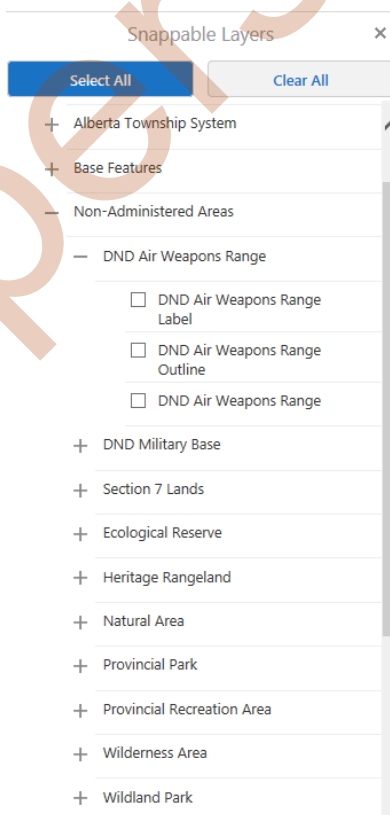 Snappable Layers
Select All
Clear All
Alberta Township System
Base Features
Non-Administered Areas
DND Air Weapons Range
DND Air Weapons Range
Label
DND Air Weapons Range
Outline
DND Air Weapons Range
DND Military Base
Section 7 Lands
Ecological Reserve
Heritage Rangeland
Natural Area
Provincial Park
Provincial Recreation Area
Wilderness Area
Wildland Park